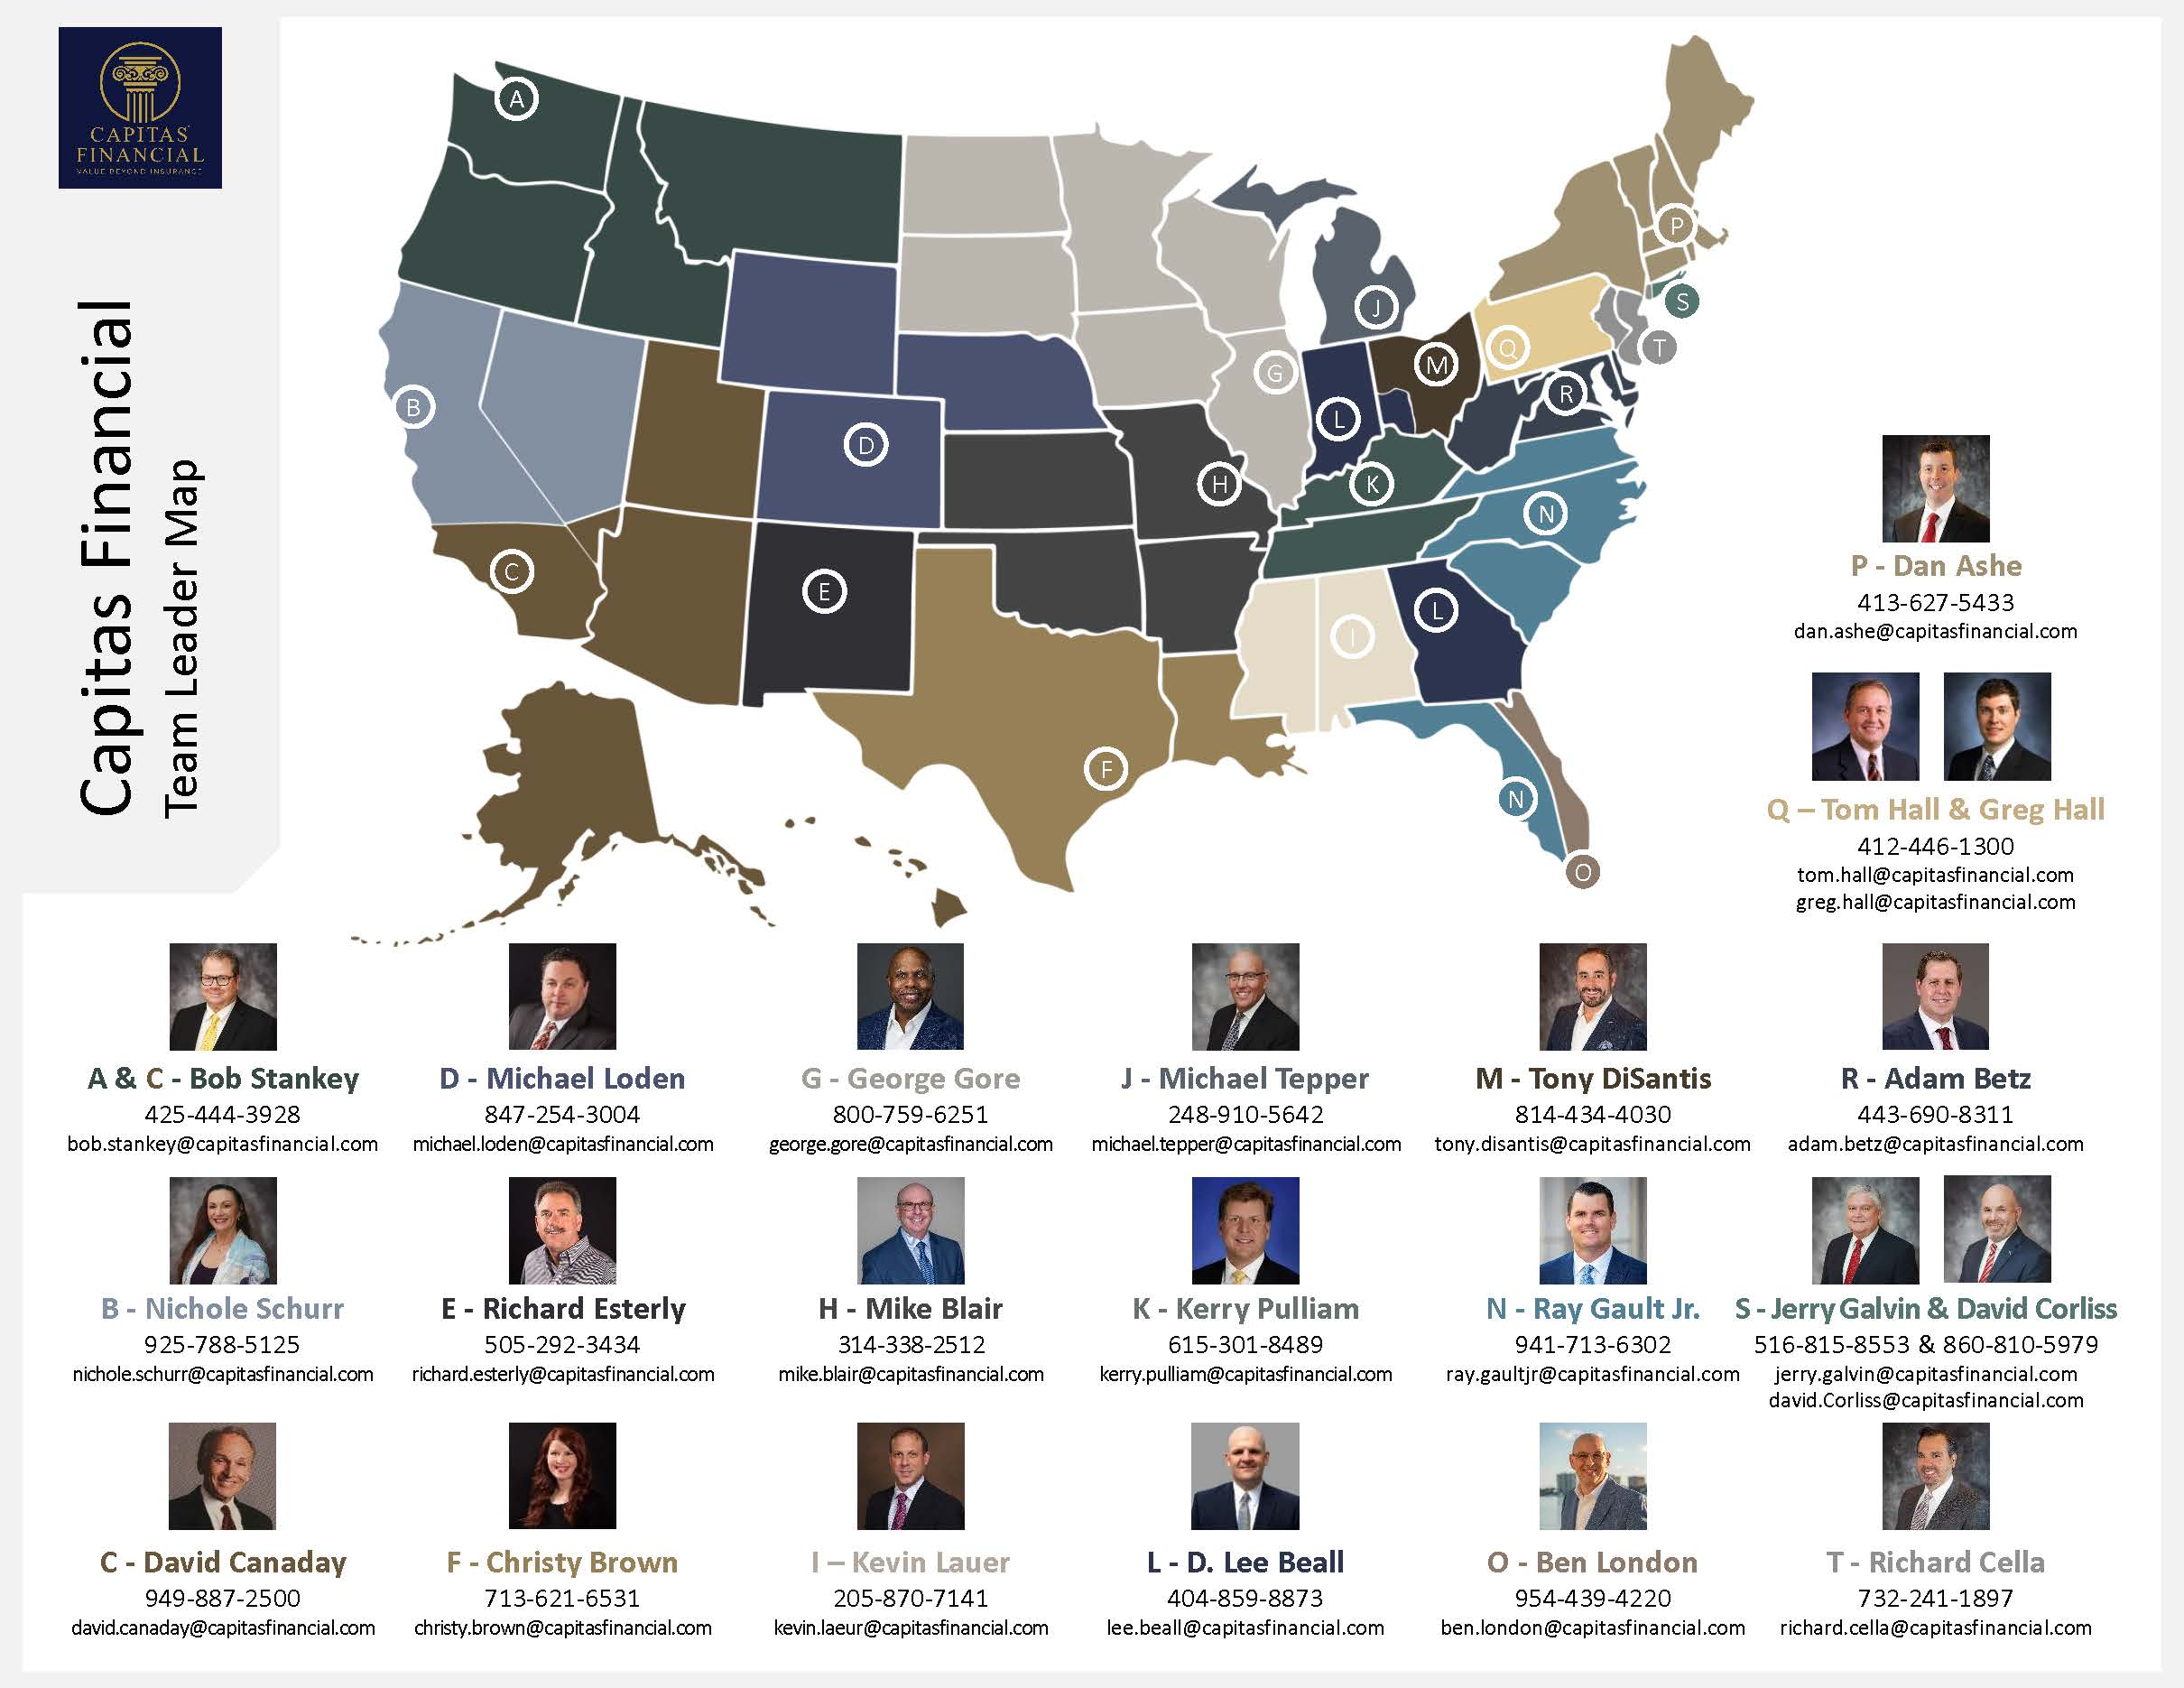 CAPITAS
FINANCIAL
VALUE BEYOND INSURANCE
Capitas Financial
Team Leader Map
A
B
C
D
E
F
G
H
I
J
K
L
L
M
N
N
O
P
Q
R
S
T
P - Dan Ashe
413-627-5433
dan.ashe@capitasfinancial.com
Q – Tom Hall & Greg Hall
412-446-1300
tom.hall@capitasfinancial.com
greg.hall@capitasfinancial.com
A & C - Bob Stankey
425-444-3928
bob.stankey@capitasfinancial.com
D - Michael Loden
847-254-3004
michael.loden@capitasfinancial.com
G - George Gore
800-759-6251
george.gore@capitasfinancial.com
J - Michael Tepper
248-910-5642
michael.tepper@capitasfinancial.com
M - Tony DiSantis
814-434-4030
tony.disantis@capitasfinancial.com
R - Adam Betz
443-690-8311
adam.betz@capitasfinancial.com
B - Nichole Schurr
925-788-5125
nichole.schurr@capitasfinancial.com
E - Richard Esterly
505-292-3434
richard.esterly@capitasfinancial.com
H - Mike Blair
314-338-2512
mike.blair@capitasfinancial.com
K - Kerry Pulliam
615-301-8489
kerry.pulliam@capitasfinancial.com
N - Ray Gault Jr.
941-713-6302
ray.gaultjr@capitasfinancial.com
S - Jerry Galvin & David Corliss
516-815-8553 & 860-810-5979
jerry.galvin@capitasfinancial.com
david.Corliss@capitasfinancial.com
C - David Canaday
949-887-2500
david.canaday@capitasfinancial.com
F - Christy Brown
713-621-6531
christy.brown@capitasfinancial.com
I – Kevin Lauer
205-870-7141
kevin.laeur@capitasfinancial.com
L - D. Lee Beall
404-859-8873
lee.beall@capitasfinancial.com
O - Ben London
954-439-4220
ben.london@capitasfinancial.com
T - Richard Cella
732-241-1897
richard.cella@capitasfinancial.com